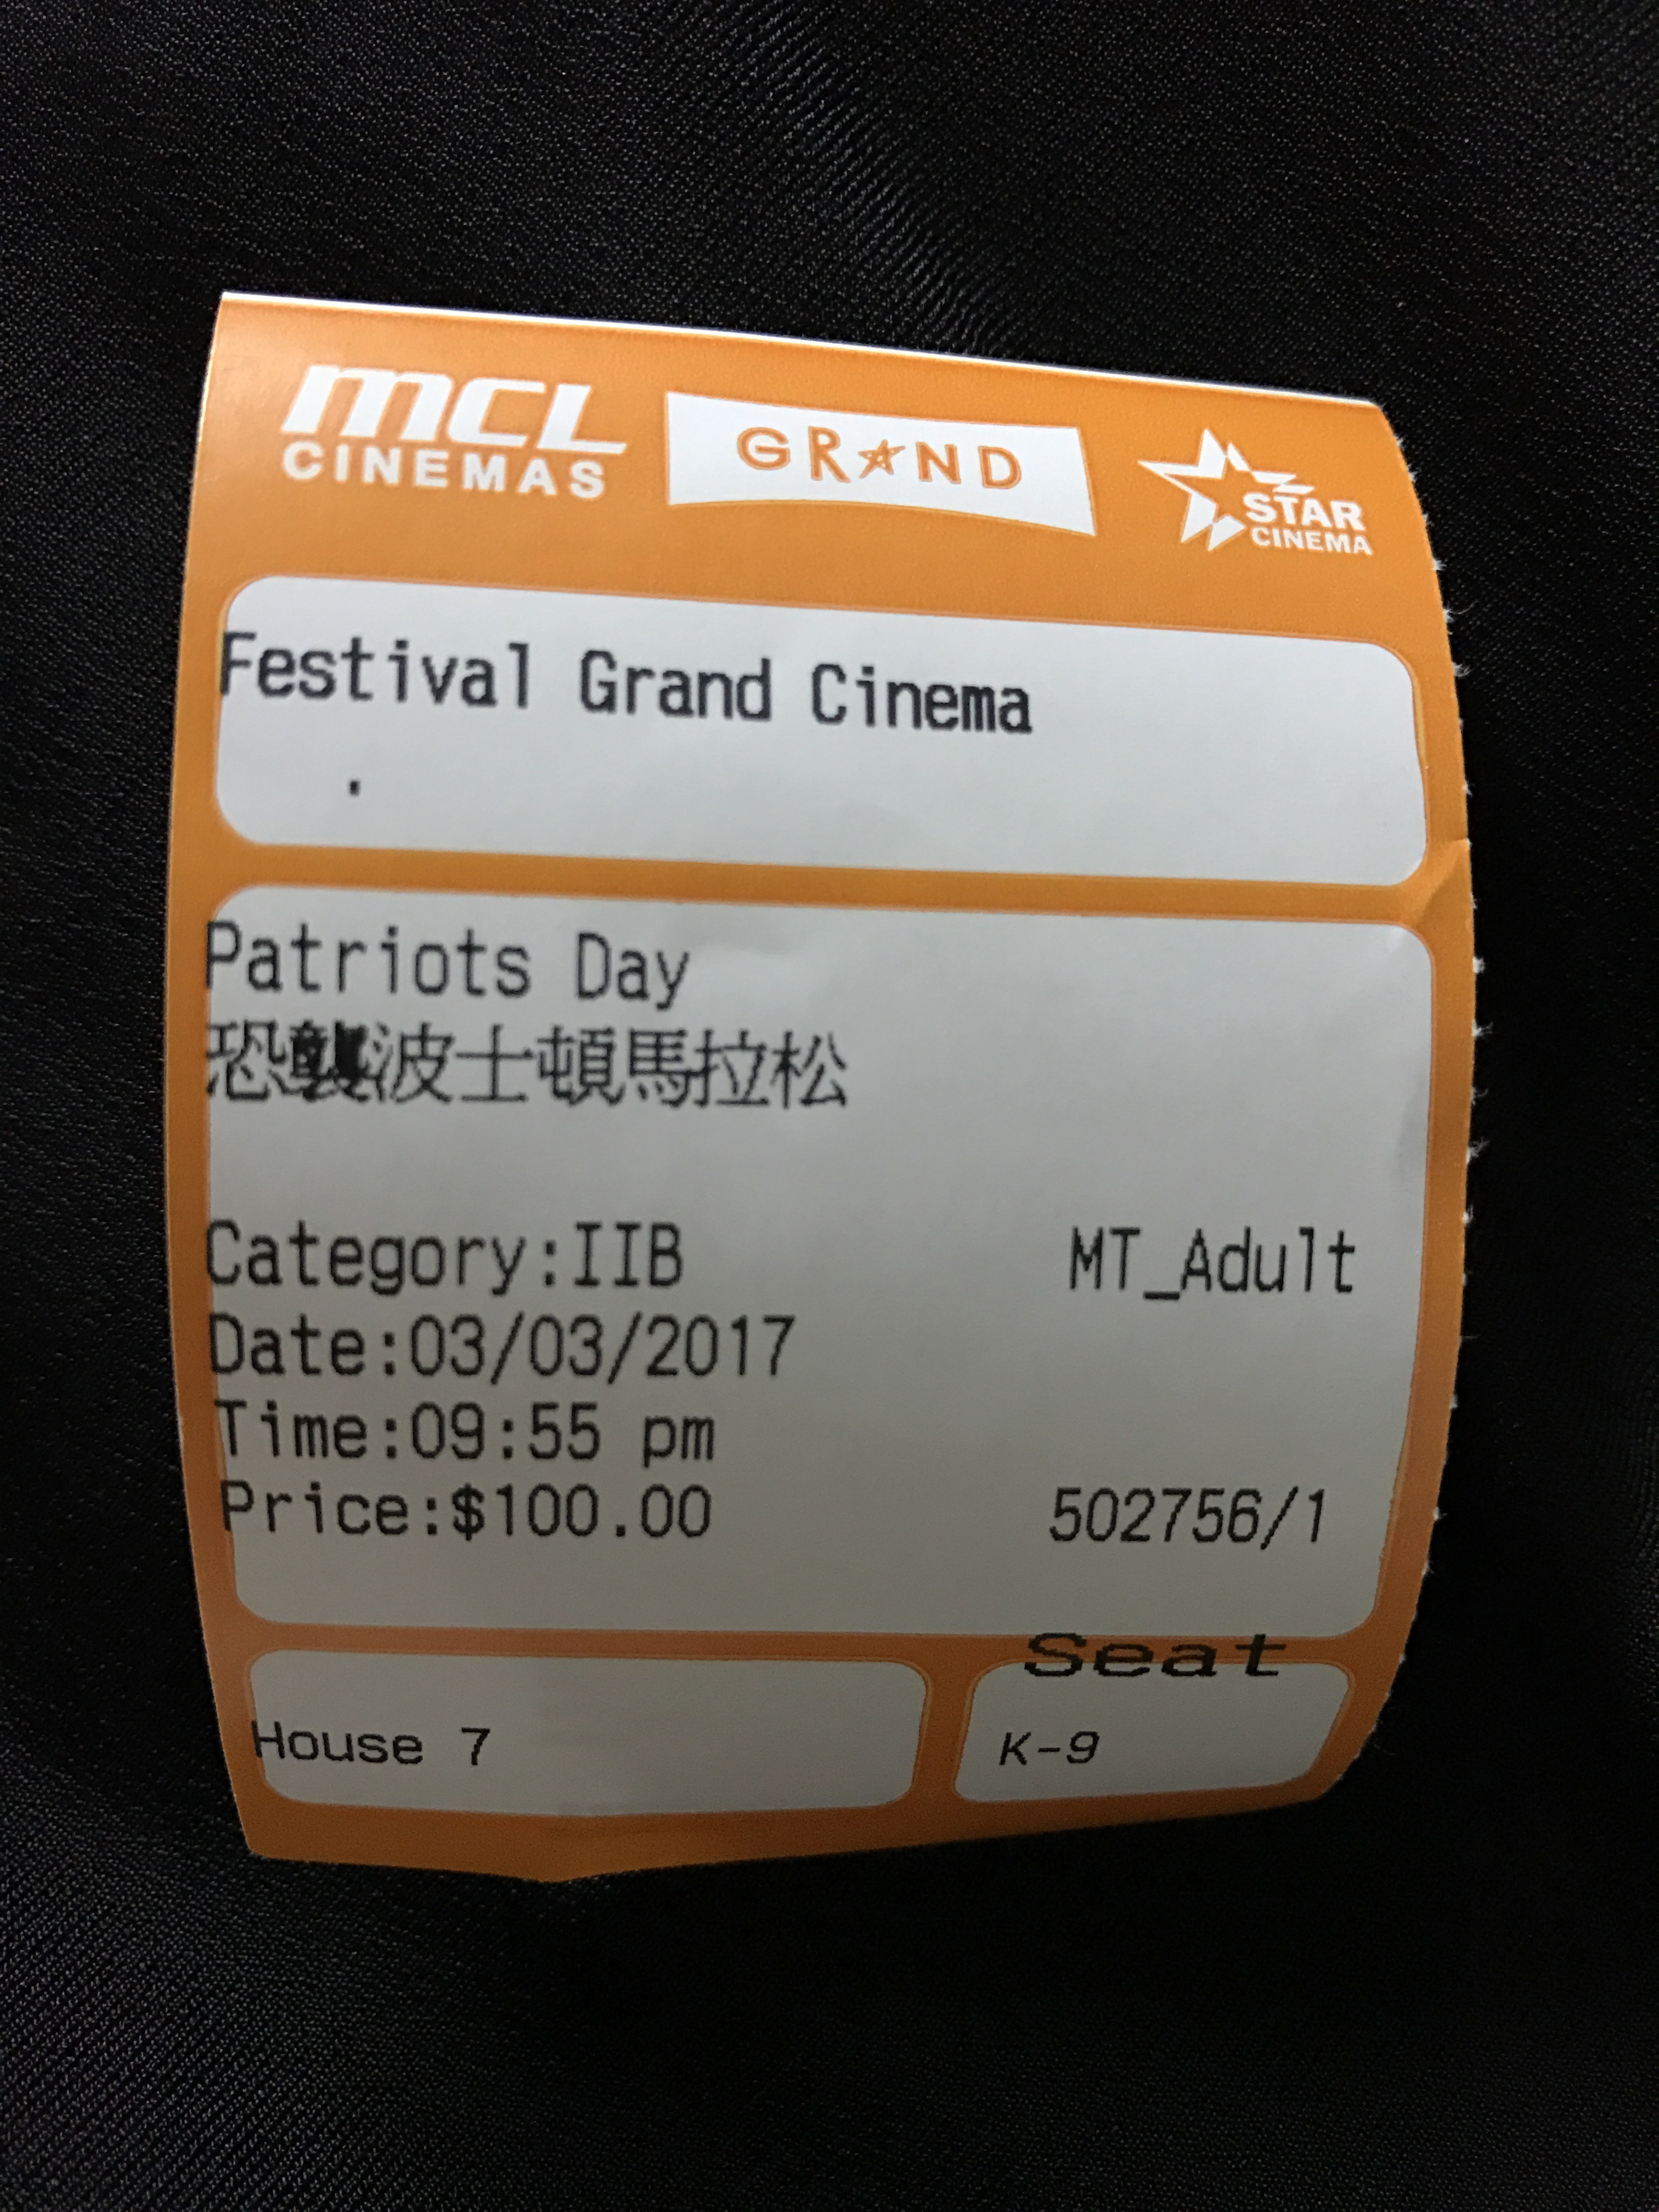 mCL CINEMAS
GRAND
STAR CINEMA
Festival Grand Cinema
.
Patriots Day
恐襲波士頓馬拉松
Category:IIB MT_Adult
Date:03/03/2017
Time:09:55 pm
Price:$100.00 502756/1
Seat
House 7 K-9